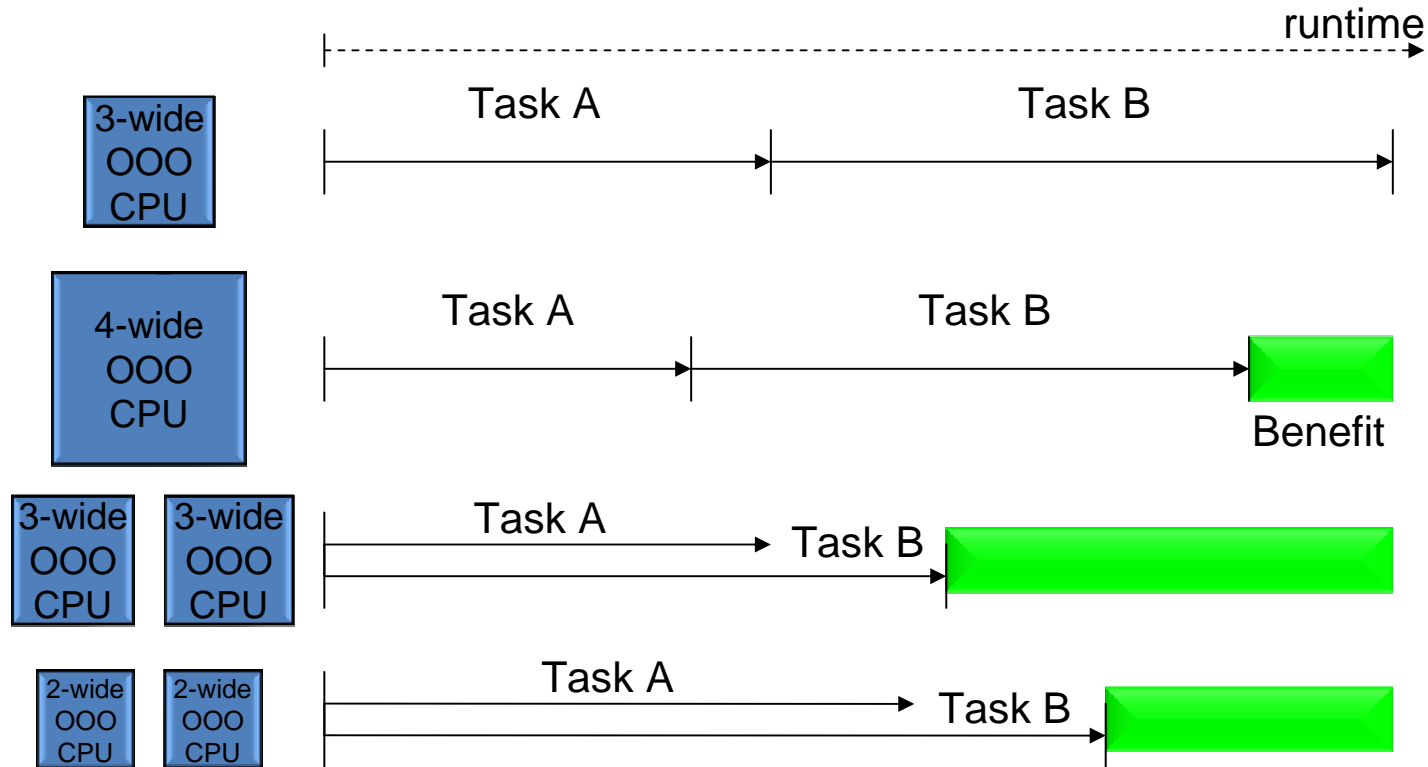 runtime
3-wide
OOO
CPU
Task A
Task B
4-wide
OOO
CPU
Task A
Task B
Benefit
3-wide
OOO
CPU
3-wide
OOO
CPU
Task A
Task B
2-wide
OOO
CPU
2-wide
OOO
CPU
Task A
Task B